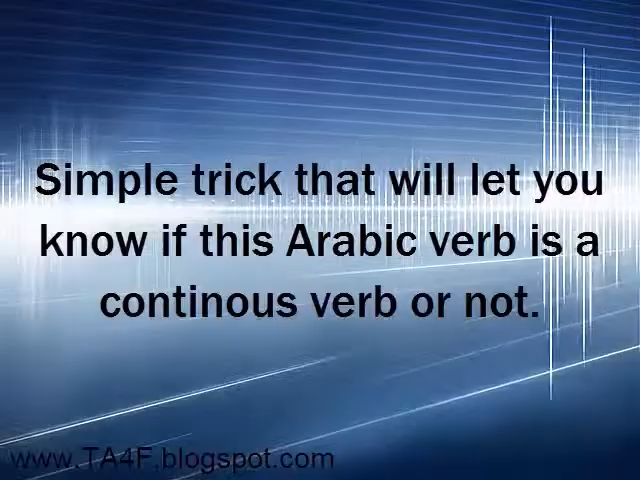 Simple trick that will let you
know if this Arabic verb is a
continous verb or not.
www.TA4F.blogspot.com